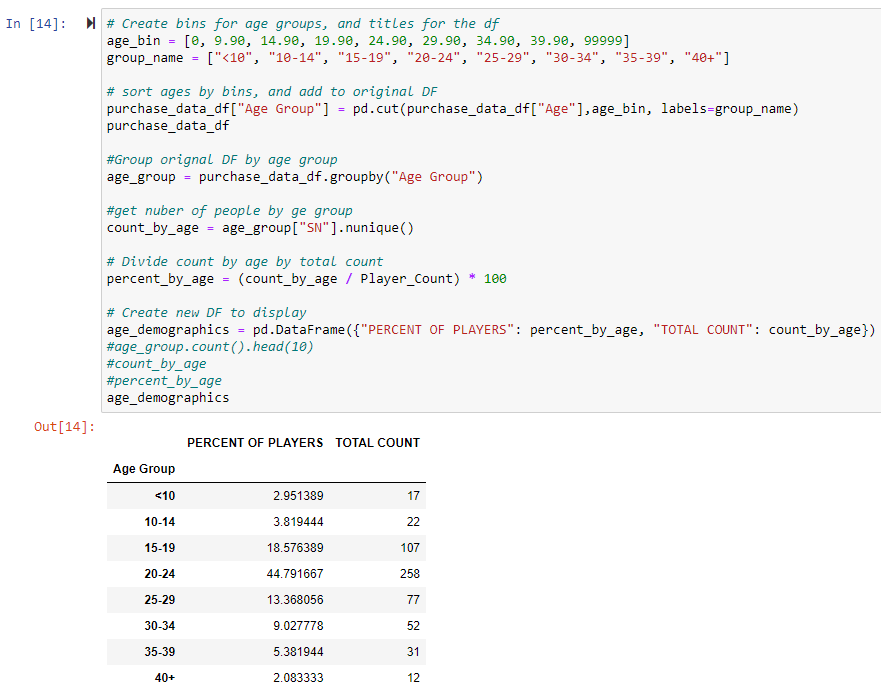 In [14]:
# Create bins for age groups, and titles for the df
age_bin = [0, 9.90, 14.90, 19.90, 24.90, 29.90, 34.90, 39.90, 99999]
group_name = ["<10", "10-14", "15-19", "20-24", "25-29", "30-34", "35-39", "40+"]
# sort ages by bins, and add to original DF
purchase_data_df["Age Group"] = pd.cut(purchase_data_df["Age"],age_bin, labels=group_name)
purchase_data_df
#Group orignal DF by age group
age_group = purchase_data_df.groupby("Age Group")
#get nuber of people by ge group
count_by_age = age_group["SN"].nunique()
# Divide count by age by total count
percent_by_age = (count_by_age / Player_Count) * 100
# Create new DF to display
age_demographics = pd.DataFrame({"PERCENT OF PLAYERS": percent_by_age, "TOTAL COUNT": count_by_age})
#age_group.count().head(10)
#count_by_age
#percent_by_age
age_demographics
Out[14]:
PERCENT OF PLAYERS TOTAL COUNT
Age Group
<10 2.951389 17
10-14 3.819444 22
15-19 18.576389 107
20-24 44.791667 258
25-29 13.368056 77
30-34 9.027778 52
35-39 5.381944 31
40+ 2.083333 12